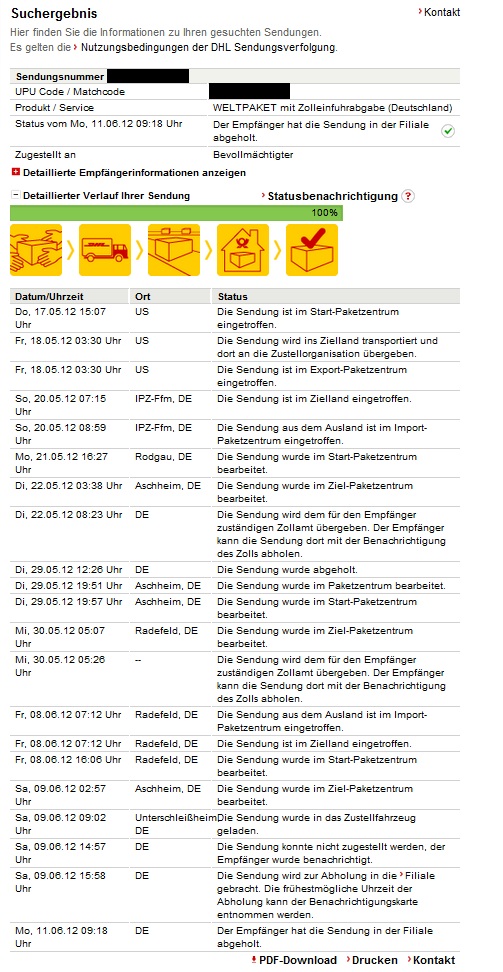 Suchergebnis
Kontakt
Hier finden Sie die Informationen zu Ihren gesuchten Sendungen.
Es gelten die Nutzungsbedingungen der DHL Sendungsverfolgung.
Sendungsnummer
UPU Code / Matchcode
Produkt / Service WELTPAKET mit Zolleinfuhrabgabe (Deutschland)
Status vom Mo, 11.06.12 09:18 Uhr Der Empfänger hat die Sendung in der Filiale
abgeholt.
Zugestellt an Bevollmächtigter
Detaillierte Empfängerinformationen anzeigen
Detaillierter Verlauf Ihrer Sendung Statusbenachrichtigung ?
100%
Datum/Uhrzeit Ort Status
Do, 17.05.12 15:07 US Die Sendung ist im Start-Paketzentrum
Uhr eingetroffen.
Fr, 18.05.12 03:30 Uhr US Die Sendung wird ins Zielland transportiert und
dort an die Zustellorganisation übergeben.
Fr, 18.05.12 03:30 Uhr US Die Sendung ist im Export-Paketzentrum
eingetroffen.
So, 20.05.12 07:15 IPZ-Ffm, DE Die Sendung ist im Zielland eingetroffen.
Uhr
So, 20.05.12 08:59 IPZ-Ffm, DE Die Sendung aus dem Ausland ist im Import-
Uhr Paketzentrum eingetroffen.
Mo, 21.05.12 16:27 Rodgau, DE Die Sendung wurde im Start-Paketzentrum
Uhr bearbeitet.
Di, 22.05.12 03:38 Uhr Aschheim, DE Die Sendung wurde im Ziel-Paketzentrum
bearbeitet.
Di, 22.05.12 08:23 Uhr DE Die Sendung wird dem für den Empfänger
zuständigen Zollamt übergeben. Der Empfänger
kann die Sendung dort mit der Benachrichtigung
des Zolls abholen.
Di, 29.05.12 12:26 Uhr DE Die Sendung wurde abgeholt.
Di, 29.05.12 19:51 Uhr Aschheim, DE Die Sendung wurde im Paketzentrum bearbeitet.
Di, 29.05.12 19:57 Uhr Aschheim, DE Die Sendung wurde im Start-Paketzentrum
bearbeitet.
Mi, 30.05.12 05:07 Radefeld, DE Die Sendung wurde im Ziel-Paketzentrum
Uhr bearbeitet.
Mi, 30.05.12 05:26 -- Die Sendung wird dem für den Empfänger
Uhr zuständigen Zollamt übergeben. Der Empfänger
kann die Sendung dort mit der Benachrichtigung
des Zolls abholen.
Fr, 08.06.12 07:12 Uhr Radefeld, DE Die Sendung aus dem Ausland ist im Import-
Paketzentrum eingetroffen.
Fr, 08.06.12 07:12 Uhr Radefeld, DE Die Sendung ist im Zielland eingetroffen.
Fr, 08.06.12 16:06 Uhr Radefeld, DE Die Sendung wurde im Start-Paketzentrum
bearbeitet.
Sa, 09.06.12 02:57 Aschheim, DE Die Sendung wurde im Ziel-Paketzentrum
Uhr bearbeitet.
Sa, 09.06.12 09:02 Unterschleißheim, Die Sendung wurde in das Zustellfahrzeug
Uhr DE geladen.
Sa, 09.06.12 14:57 DE Die Sendung konnte nicht zugestellt werden, der
Uhr Empfänger wurde benachrichtigt.
Sa, 09.06.12 15:58 DE Die Sendung wird zur Abholung in die Filiale
Uhr gebracht. Die frühestmögliche Uhrzeit der
Abholung kann der Benachrichtigungskarte
entnommen werden.
Mo, 11.06.12 09:18 DE Der Empfänger hat die Sendung in der Filiale
Uhr abgeholt.
PDF-Download Drucken Kontakt